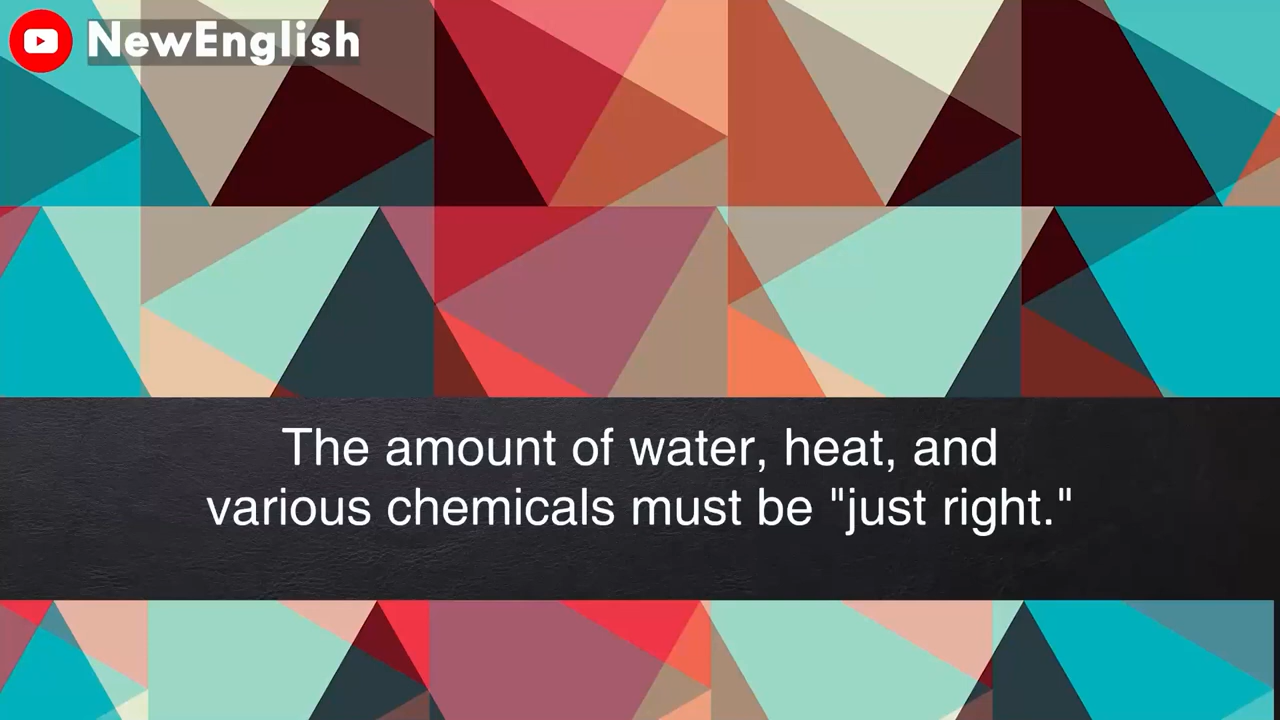 NewEnglish
The amount of water, heat, and
various chemicals must be "just right."